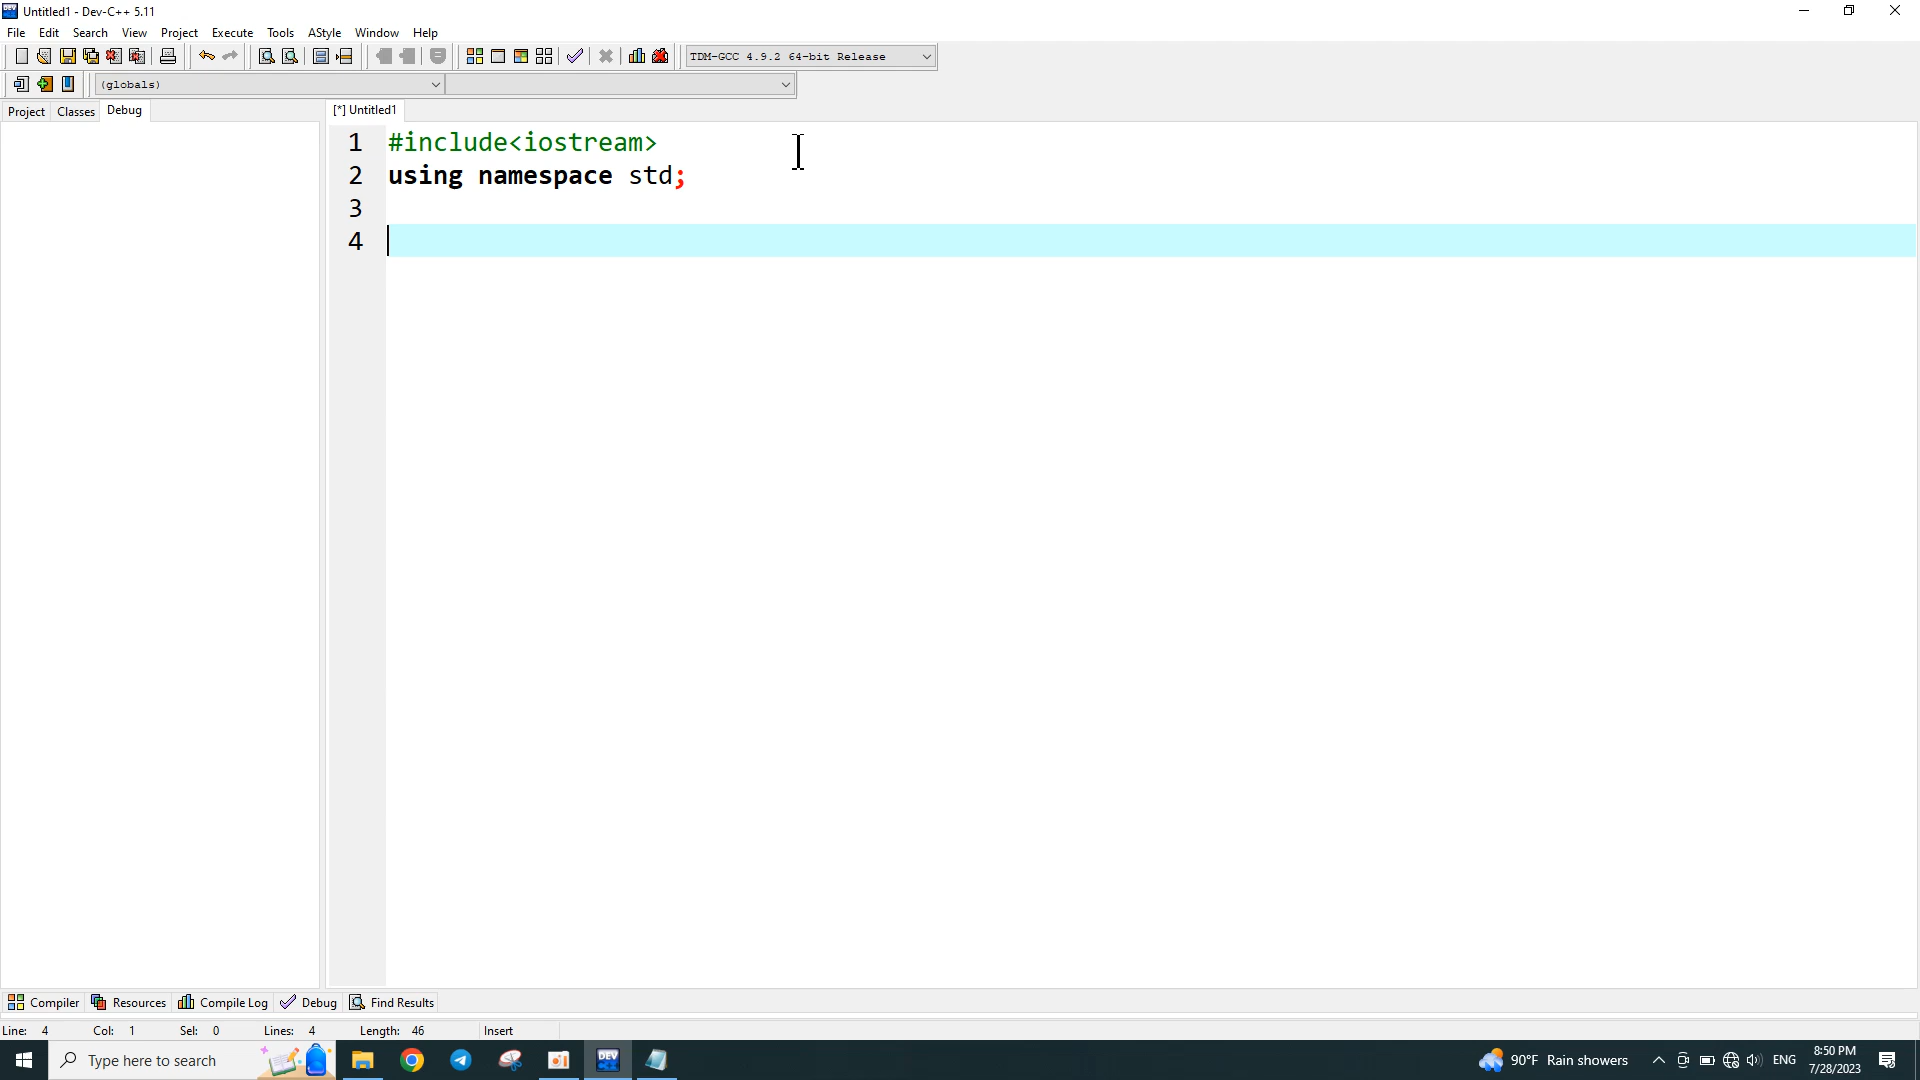 Untitled1 - Dev-C++ 5.11
File Edit Search View Project Execute Tools AStyle Window Help
TDM-GCC 4.9.2 64-bit Release
(globals)
Project Classes Debug [*] Untitled1
1 #include<iostream>
2 using namespace std;
3
4
Compiler Resources Compile Log Debug Find Results
Line: 4 Col: 1 Sel: 0 Lines: 4 Length: 46 Insert
Type here to search DEV 90°F Rain showers ENG 8:50 PM
7/28/2023